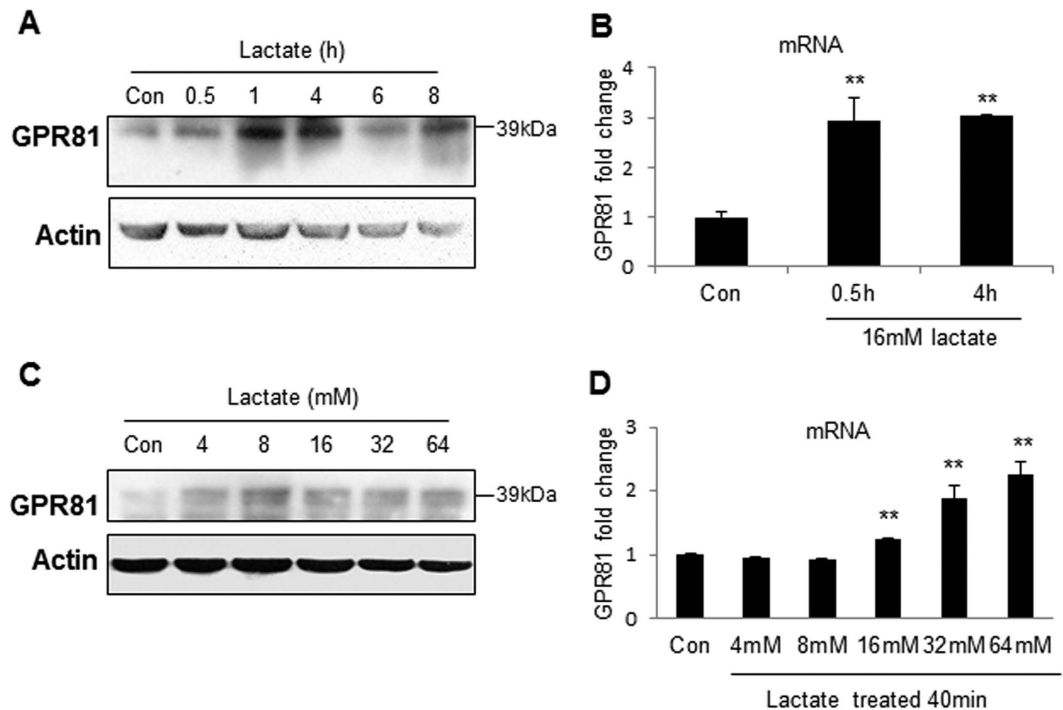 A
Lactate (h)
Con 0.5 1 4 6 8
GPR81
39kDa
Actin
B
mRNA
GPR81 fold change
4
3
2
1
0
**
**
Con 0.5h 4h
16mM lactate
C
Lactate (mM)
Con 4 8 16 32 64
GPR81
39kDa
Actin
D
mRNA
GPR81 fold change
3
2
1
0
**
**
**
Con 4mM 8mM 16mM 32mM 64mM
Lactate treated 40min